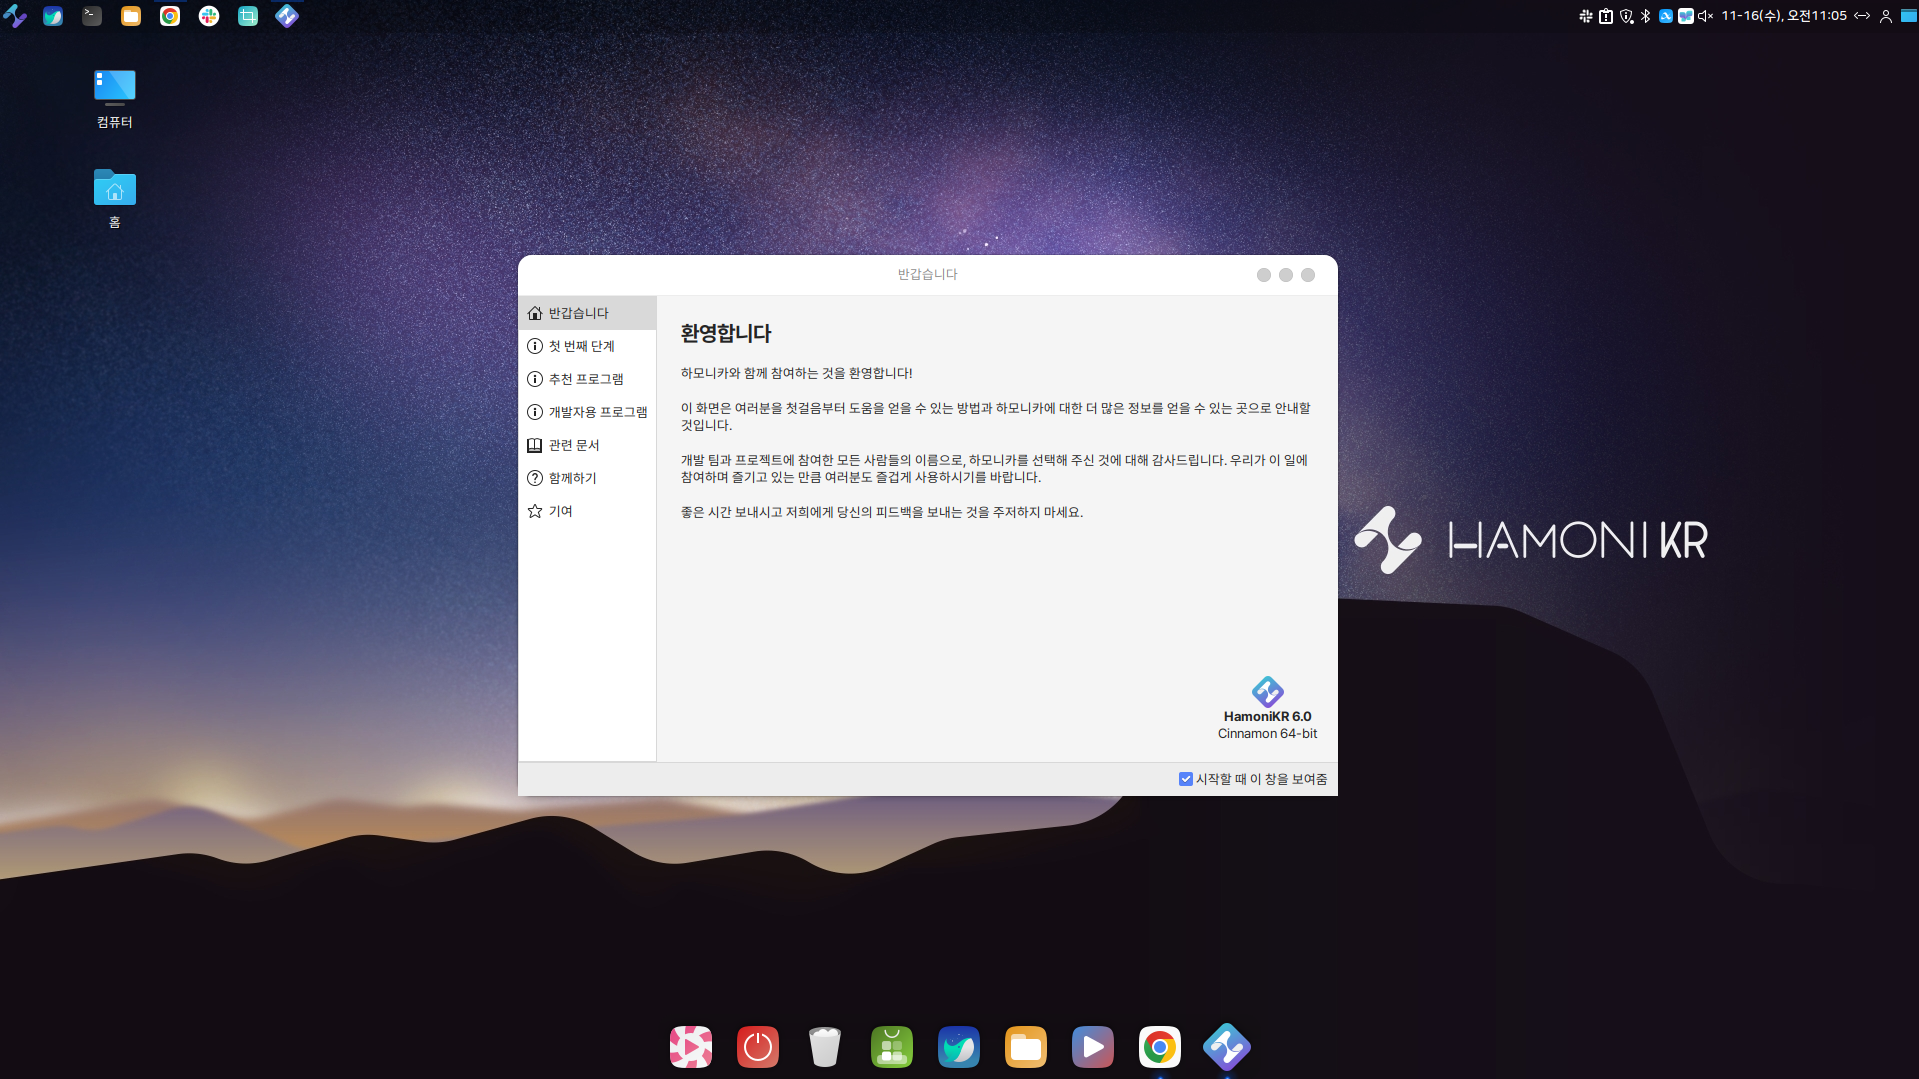 11-16(수), 오전11:05
컴퓨터
홈
반갑습니다
반갑습니다
첫 번째 단계
추천 프로그램
개발자용 프로그램
관련 문서
함께하기
기여
환영합니다
하모니카와 함께 참여하는 것을 환영합니다!
이 화면은 여러분을 첫걸음부터 도움을 얻을 수 있는 방법과 하모니카에 대한 더 많은 정보를 얻을 수 있는 곳으로 안내할
것입니다.
개발 팀과 프로젝트에 참여한 모든 사람들의 이름으로, 하모니카를 선택해 주신 것에 대해 감사드립니다. 우리가 이 일에
참여하며 즐기고 있는 만큼 여러분도 즐겁게 사용하시기를 바랍니다.
좋은 시간 보내시고 저희에게 당신의 피드백을 보내는 것을 주저하지 마세요.
HamoniKR 6.0
Cinnamon 64-bit
시작할 때 이 창을 보여줌
HAMONIKR